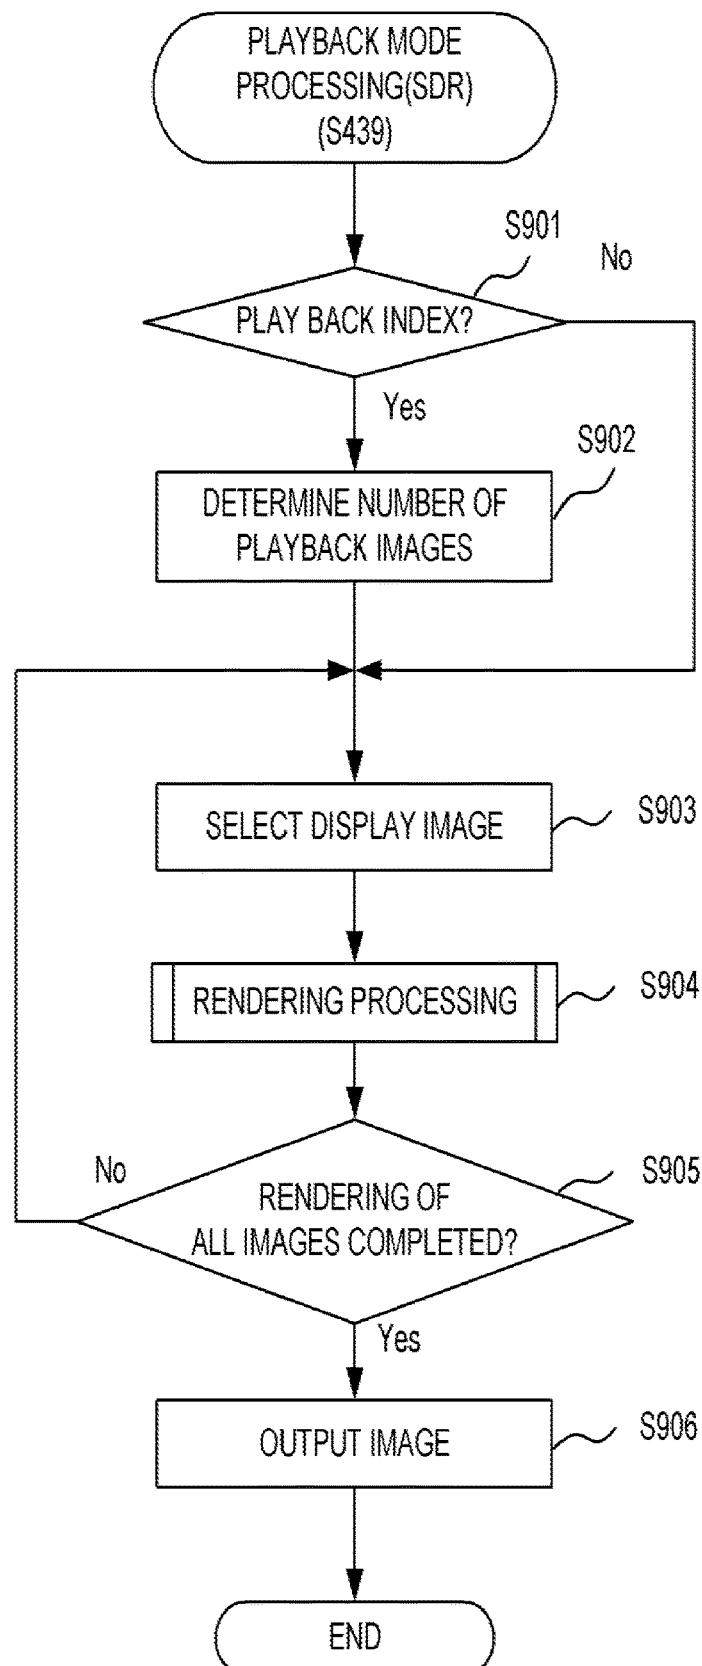 PLAYBACK MODE
PROCESSING(SDR)
(S439)
S901
No
PLAY BACK INDEX?
Yes
S902
DETERMINE NUMBER OF
PLAYBACK IMAGES
SELECT DISPLAY IMAGE
S903
RENDERING PROCESSING
S904
No
S905
RENDERING OF
ALL IMAGES COMPLETED?
Yes
OUTPUT IMAGE
S906
END